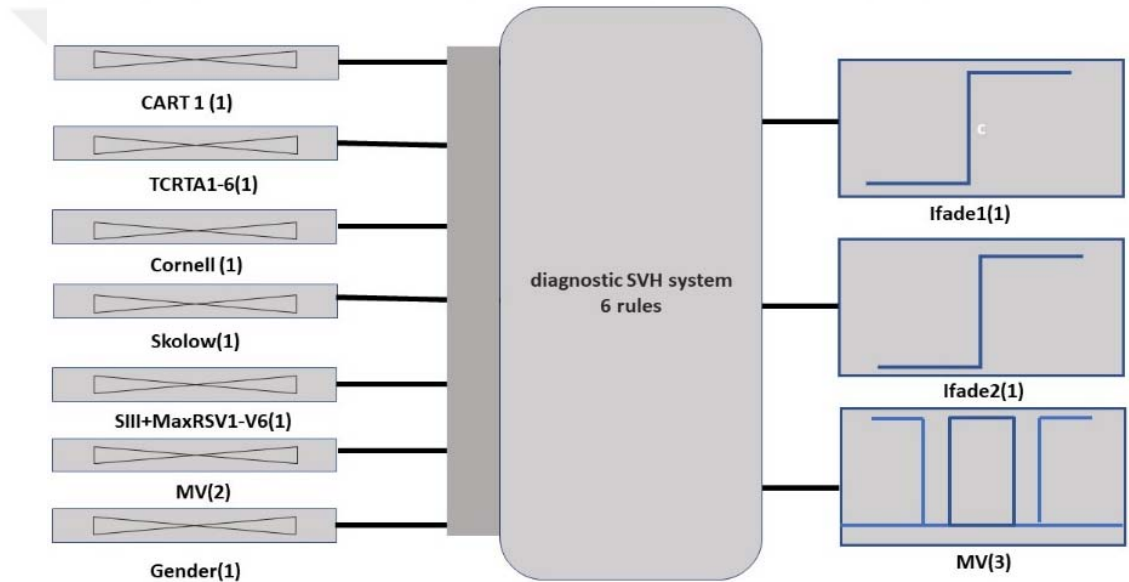 CART 1 (1)
TCRTA1-6(1)
Cornell (1)
Skolow(1)
SIII+MaxRSV1-V6(1)
MV(2)
Gender(1)
diagnostic SVH system
6 rules
c
Ifade1(1)
Ifade2(1)
MV(3)